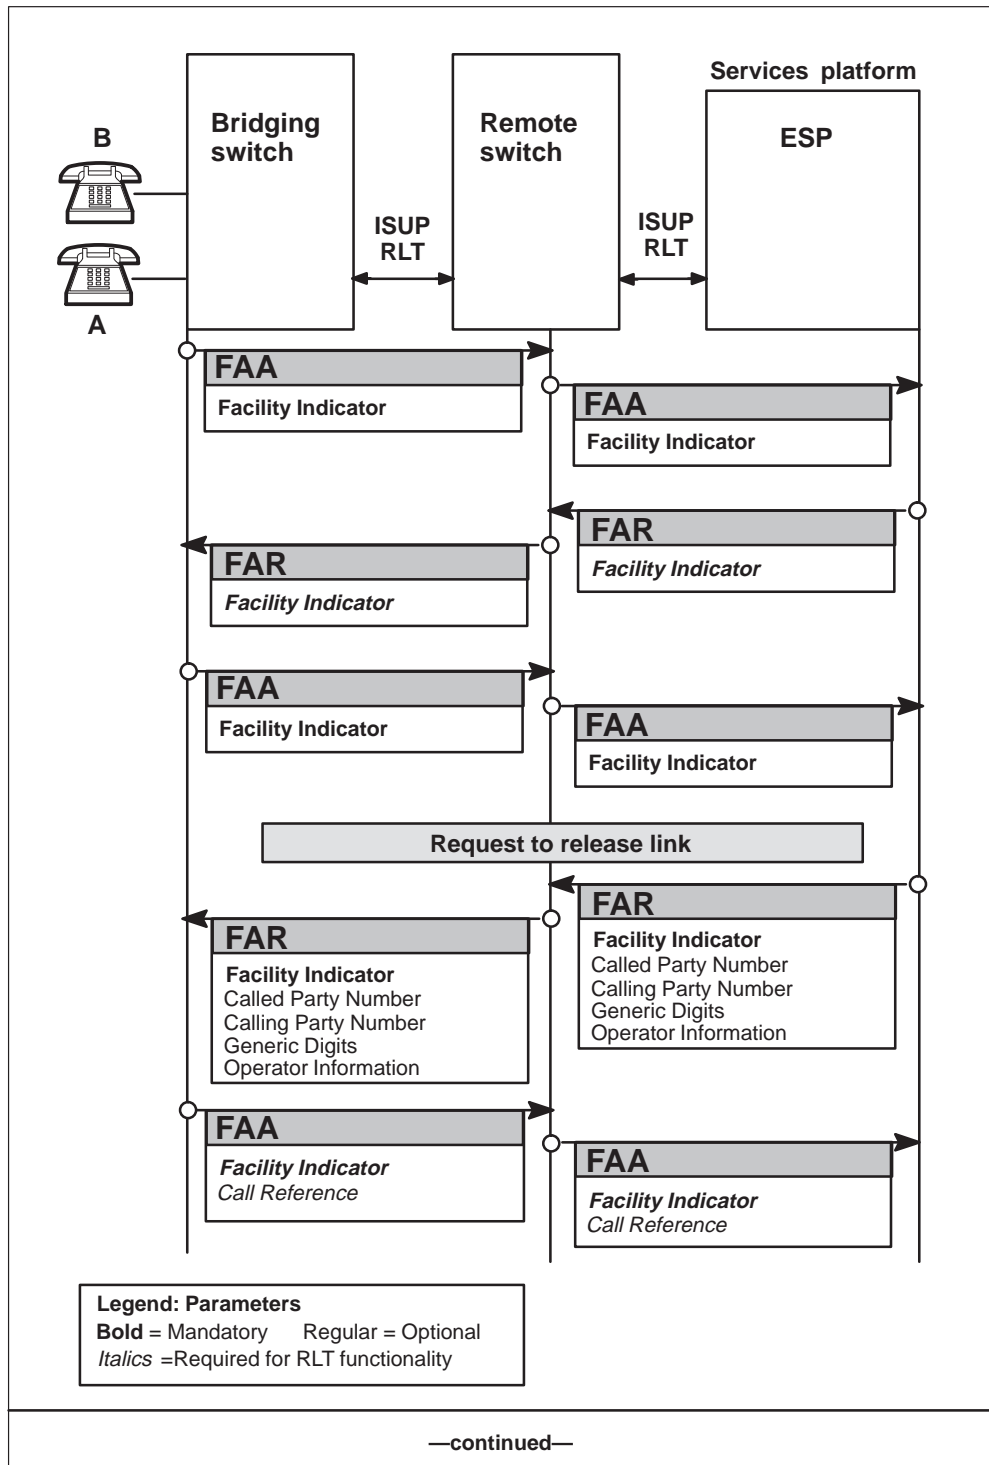 Services platform
Bridging
switch
Remote
switch
ESP
B
ISUP
RLT
ISUP
RLT
A
FAA
Facility Indicator
FAA
Facility Indicator
FAR
Facility Indicator
FAR
Facility Indicator
FAA
Facility Indicator
FAA
Facility Indicator
Request to release link
FAR
Facility Indicator
Called Party Number
Calling Party Number
Generic Digits
Operator Information
FAR
Facility Indicator
Called Party Number
Calling Party Number
Generic Digits
Operator Information
FAA
Facility Indicator
Call Reference
FAA
Facility Indicator
Call Reference
Legend: Parameters
Bold = Mandatory Regular = Optional
Italics =Required for RLT functionality
—continued—